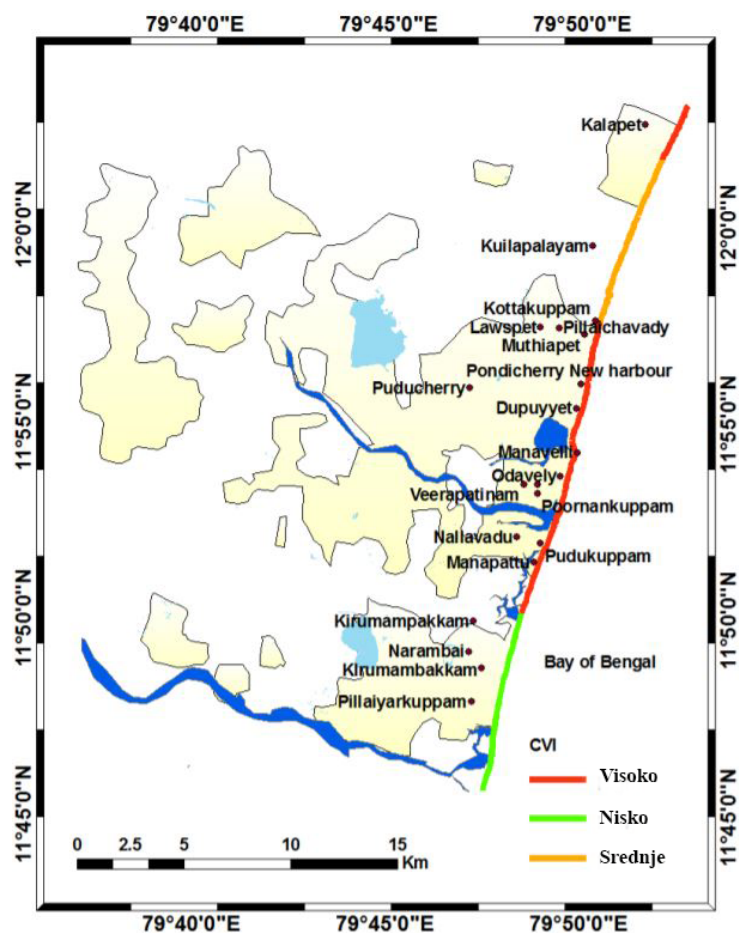 79°40'0"E 79°45'0"E 79°50'0"E
12°0'0"N
11°55'0"N
11°50'0"N
11°45'0"N
Kalapet
Kuilapalayam
Kottakuppam
Lawspet
Pillaichavady
Muthiapet
Pondicherry New harbour
Puducherry
Dupuyyet
Manavelli
Odavely
Veerapatinam
Poornankuppam
Nallavadu
Pudukuppam
Manapattu
Kirumampakkam
Narambai
Bay of Bengal
KIrumambakkam
Pillaiyarkuppam
CVI
Visoko
Nisko
Srednje
0 2.5 5 10 15
Km
12°0'0"N
11°55'0"N
11°50'0"N
11°45'0"N
79°40'0"E 79°45'0"E 79°50'0"E